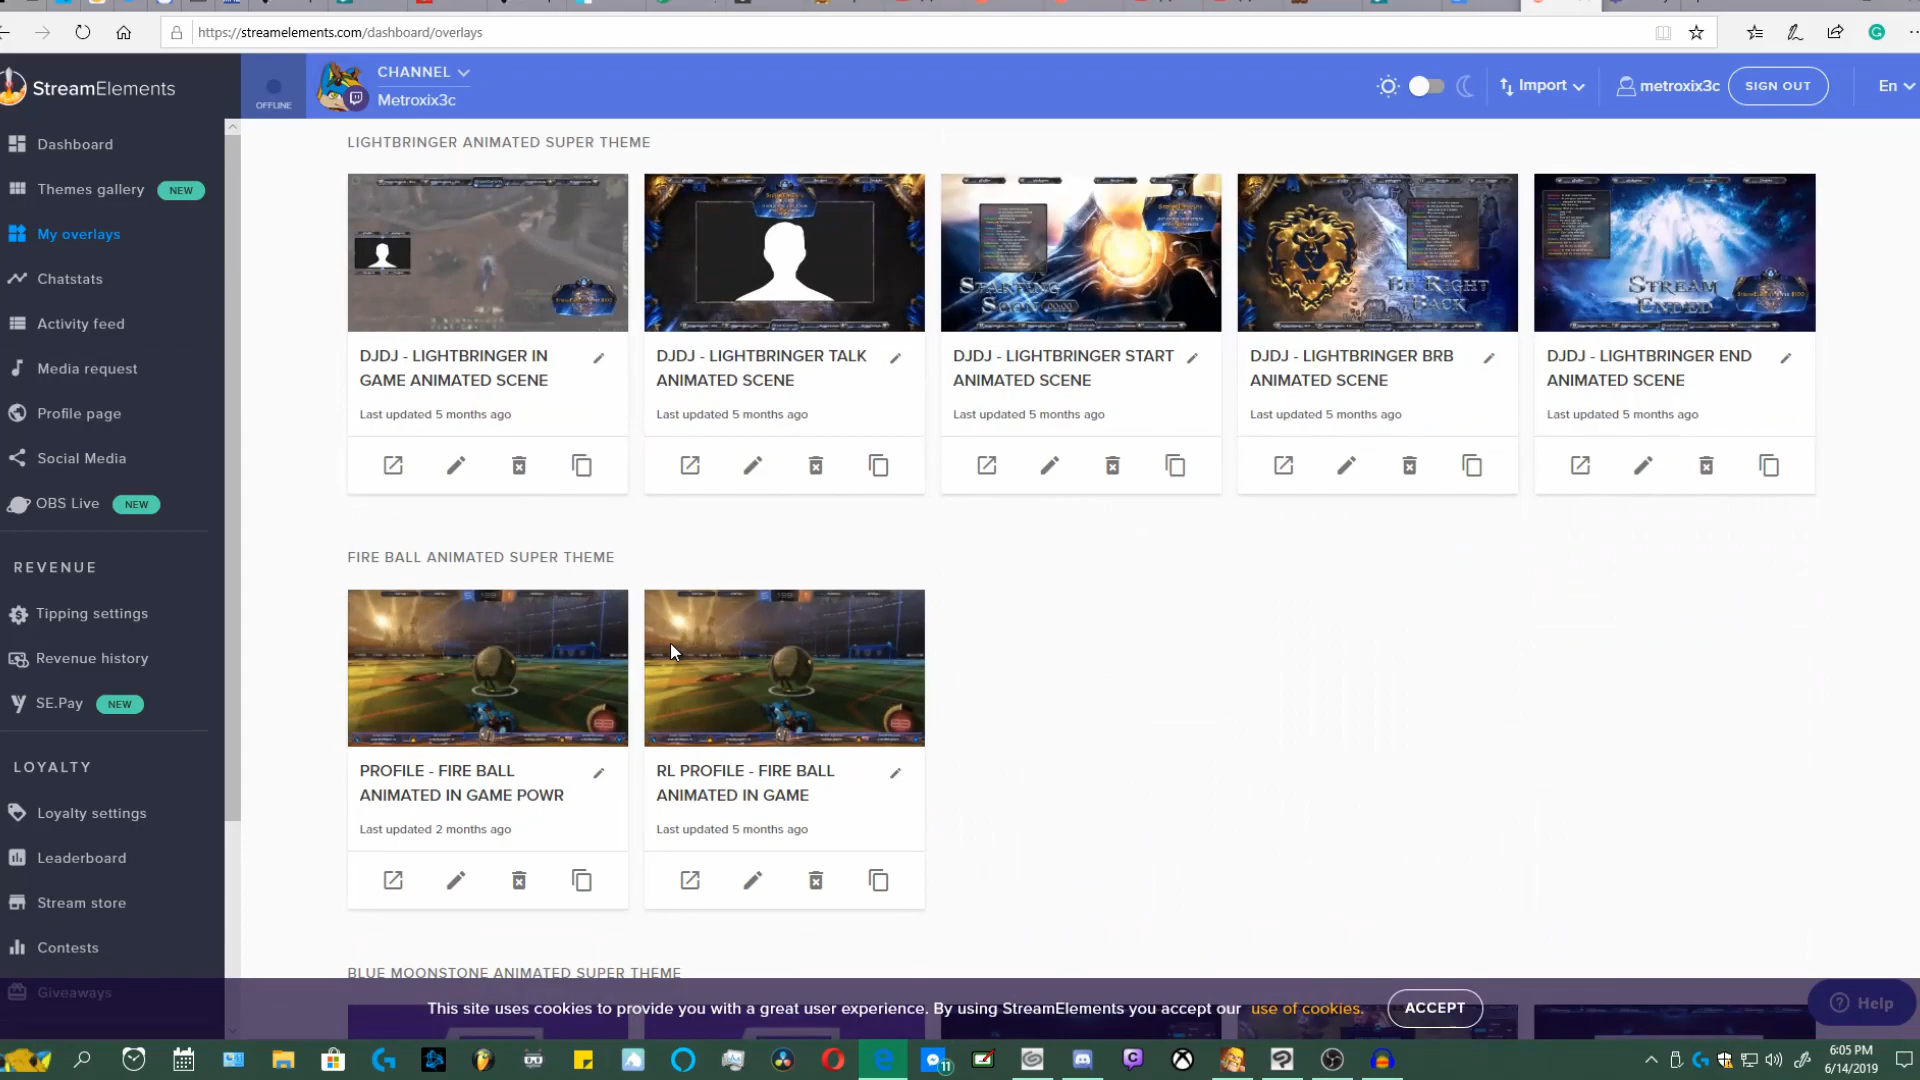 https://streamelements.com/dashboard/overlays
StreamElements
OFFLINE
CHANNEL
Metroxix3c
Import
metroxix3c
SIGN OUT
En
Dashboard
Themes gallery NEW
My overlays
Chatstats
Activity feed
Media request
Profile page
Social Media
OBS Live NEW
REVENUE
Tipping settings
Revenue history
SE.Pay NEW
LOYALTY
Loyalty settings
Leaderboard
Stream store
Contests
Giveaways
LIGHTBRINGER ANIMATED SUPER THEME
STARTING
SOON
BE RIGHT
BACK
STREAM
ENDED
DJDJ - LIGHTBRINGER IN
GAME ANIMATED SCENE
Last updated 5 months ago
DJDJ - LIGHTBRINGER TALK
ANIMATED SCENE
Last updated 5 months ago
DJDJ - LIGHTBRINGER START
ANIMATED SCENE
Last updated 5 months ago
DJDJ - LIGHTBRINGER BRB
ANIMATED SCENE
Last updated 5 months ago
DJDJ - LIGHTBRINGER END
ANIMATED SCENE
Last updated 5 months ago
FIRE BALL ANIMATED SUPER THEME
PROFILE - FIRE BALL
ANIMATED IN GAME POWR
Last updated 2 months ago
RL PROFILE - FIRE BALL
ANIMATED IN GAME
Last updated 5 months ago
BLUE MOONSTONE ANIMATED SUPER THEME
This site uses cookies to provide you with a great user experience. By using StreamElements you accept our use of cookies.
ACCEPT
Help
11
6:05 PM
6/14/2019